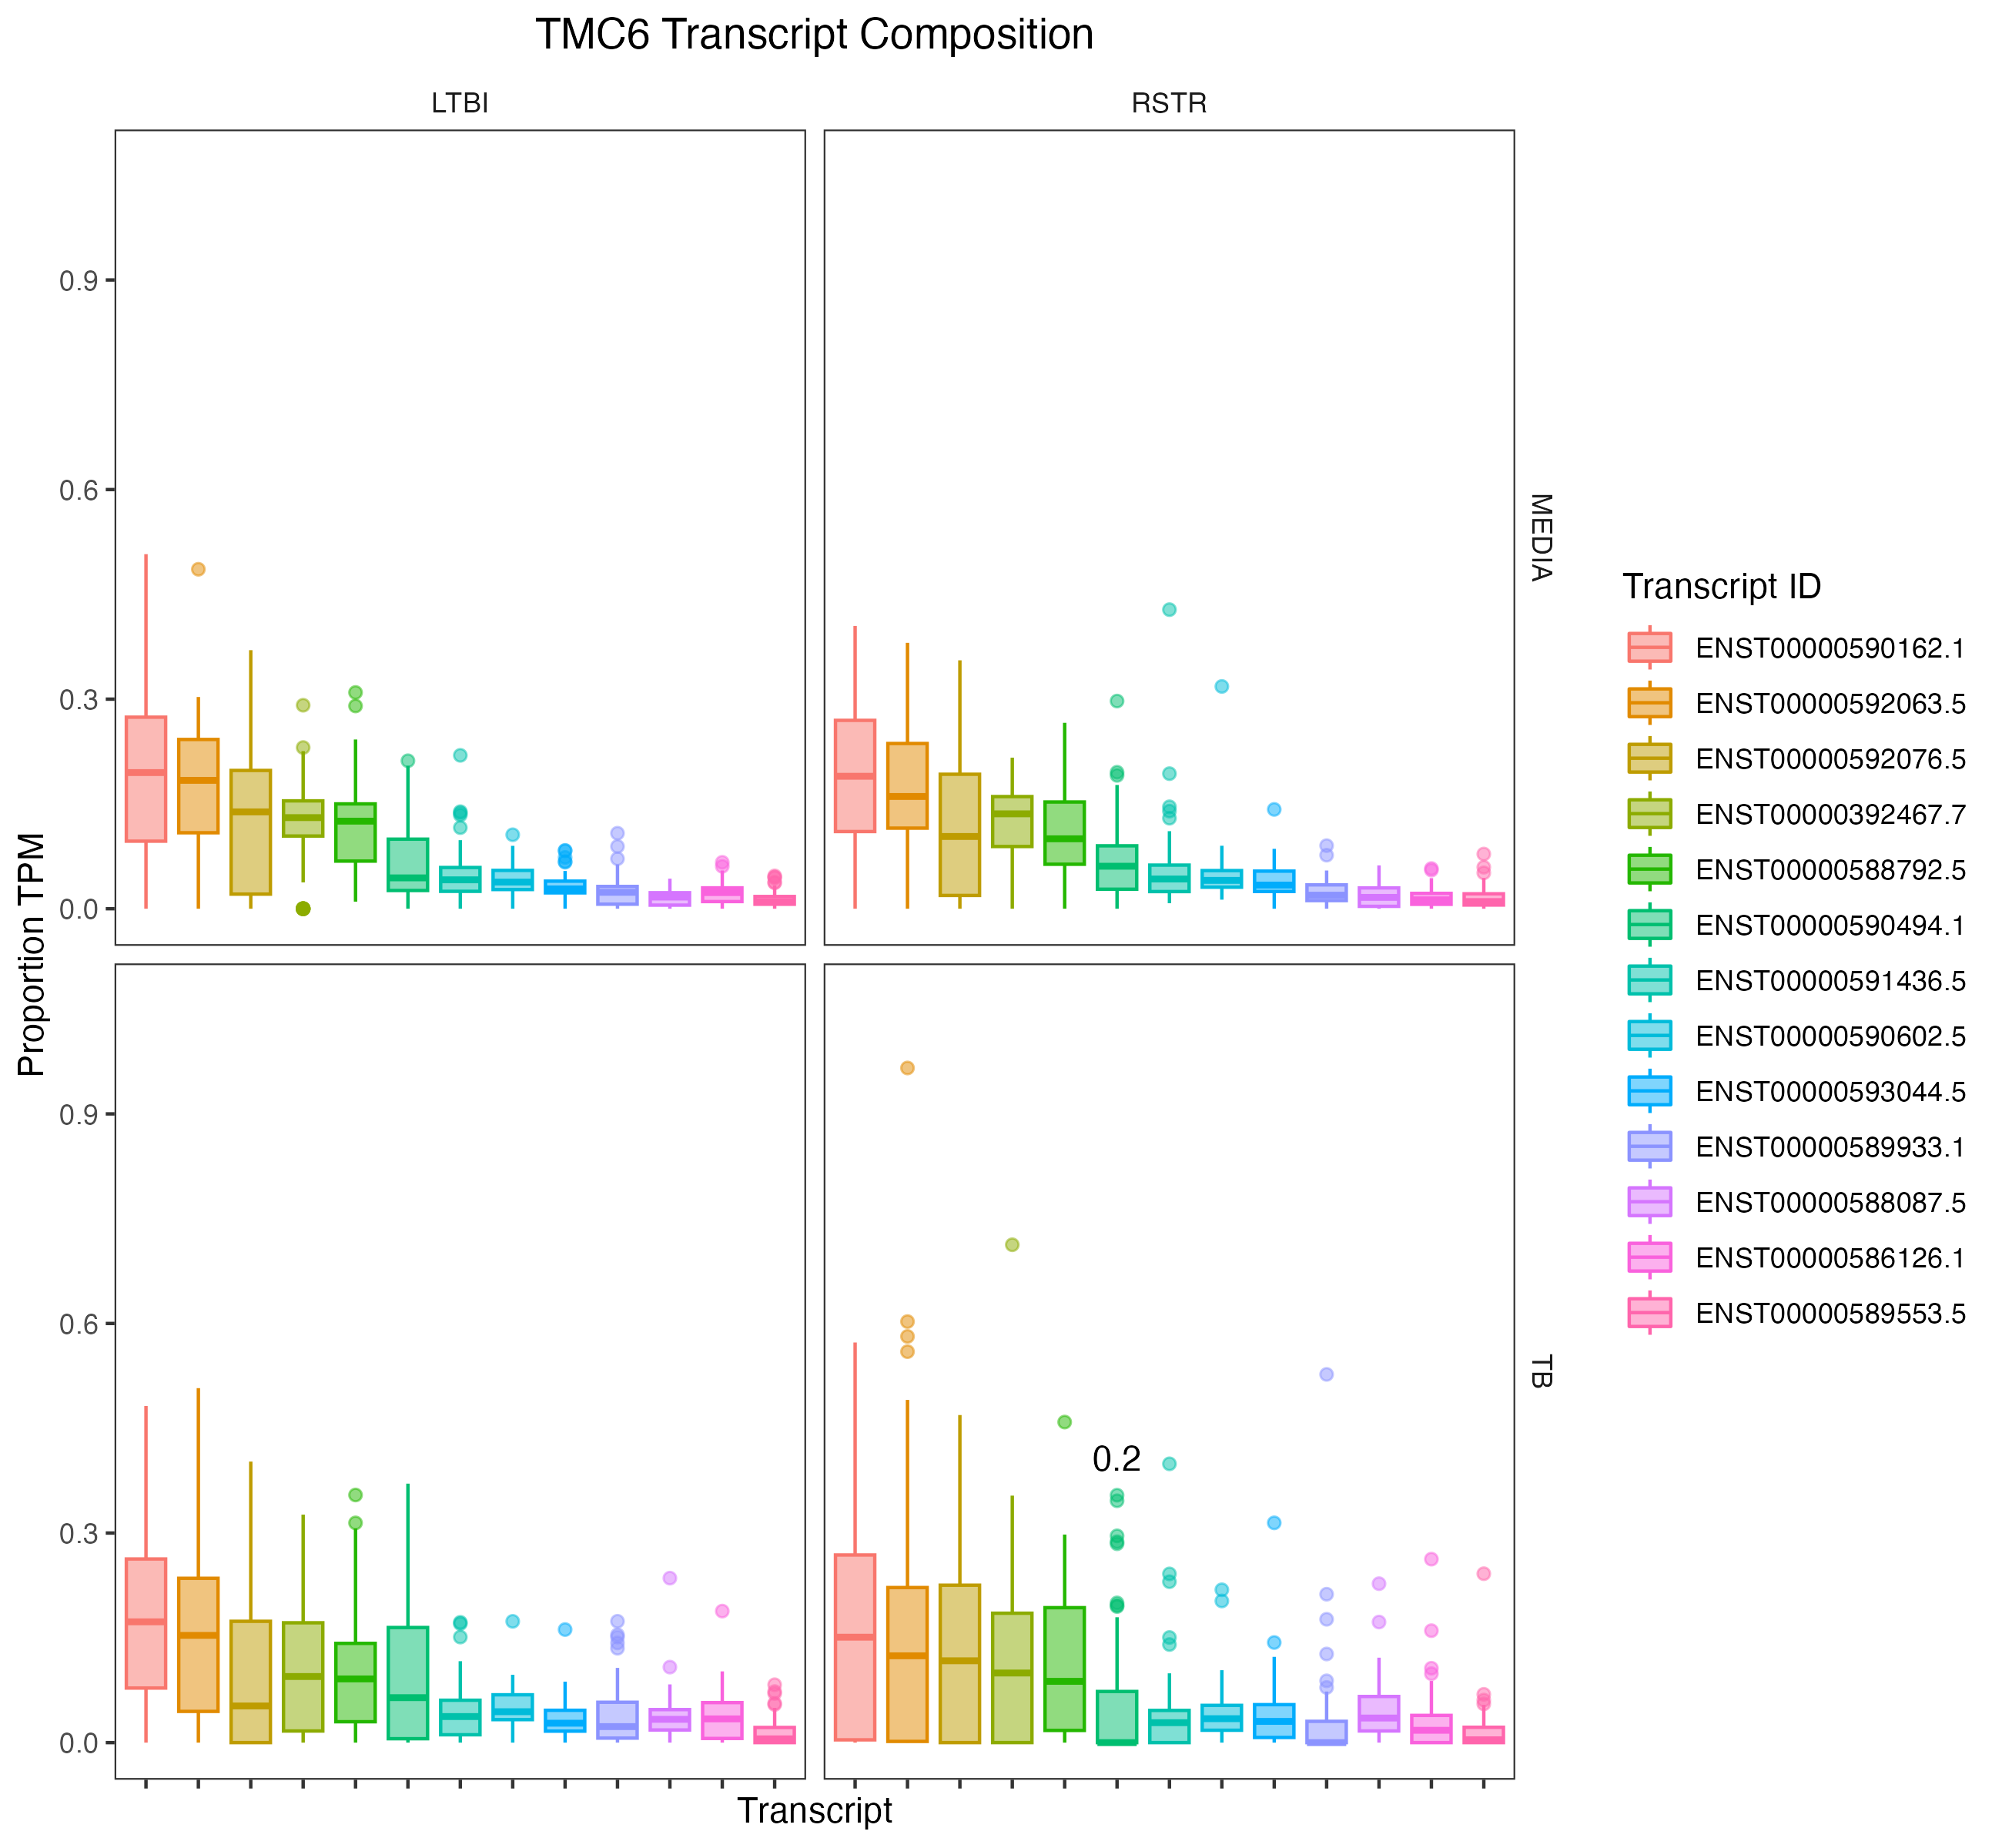 TMC6 Transcript Composition
LTBI
RSTR
0.9
0.6
0.3
0.0
MEDIA
0.9
0.6
0.3
0.0
0.2
TB
Proportion TPM
Transcript
Transcript ID
ENST00000590162.1
ENST00000592063.5
ENST00000592076.5
ENST00000392467.7
ENST00000588792.5
ENST00000590494.1
ENST00000591436.5
ENST00000590602.5
ENST00000593044.5
ENST00000589933.1
ENST00000588087.5
ENST00000586126.1
ENST00000589553.5